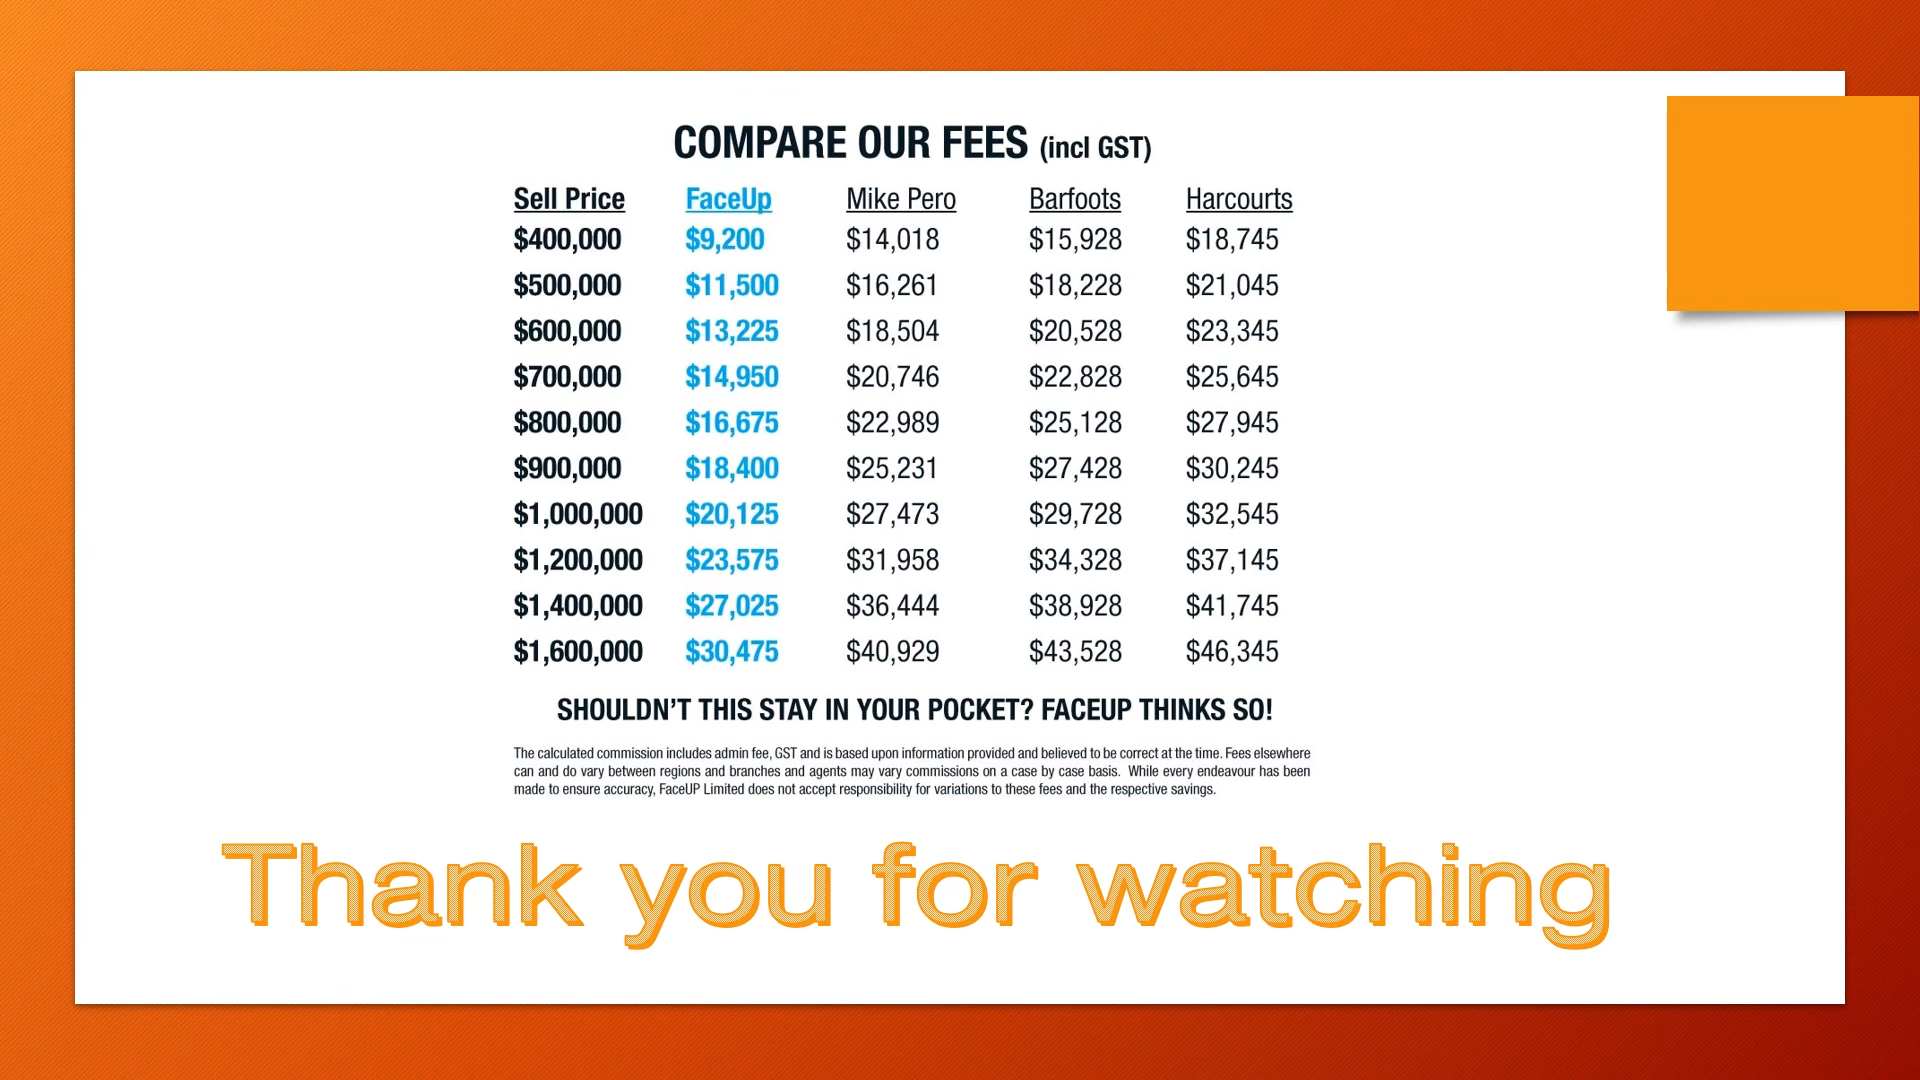 COMPARE OUR FEES (incl GST)
Sell Price FaceUp Mike Pero Barfoots Harcourts
$400,000 $9,200 $14,018 $15,928 $18,745
$500,000 $11,500 $16,261 $18,228 $21,045
$600,000 $13,225 $18,504 $20,528 $23,345
$700,000 $14,950 $20,746 $22,828 $25,645
$800,000 $16,675 $22,989 $25,128 $27,945
$900,000 $18,400 $25,231 $27,428 $30,245
$1,000,000 $20,125 $27,473 $29,728 $32,545
$1,200,000 $23,575 $31,958 $34,328 $37,145
$1,400,000 $27,025 $36,444 $38,928 $41,745
$1,600,000 $30,475 $40,929 $43,528 $46,345
SHOULDN'T THIS STAY IN YOUR POCKET? FACEUP THINKS SO!
The calculated commission includes admin fee, GST and is based upon information provided and believed to be correct at the time. Fees elsewhere
can and do vary between regions and branches and agents may vary commissions on a case by case basis. While every endeavour has been
made to ensure accuracy, FaceUP Limited does not accept responsibility for variations to these fees and the respective savings.
Thank you for watching